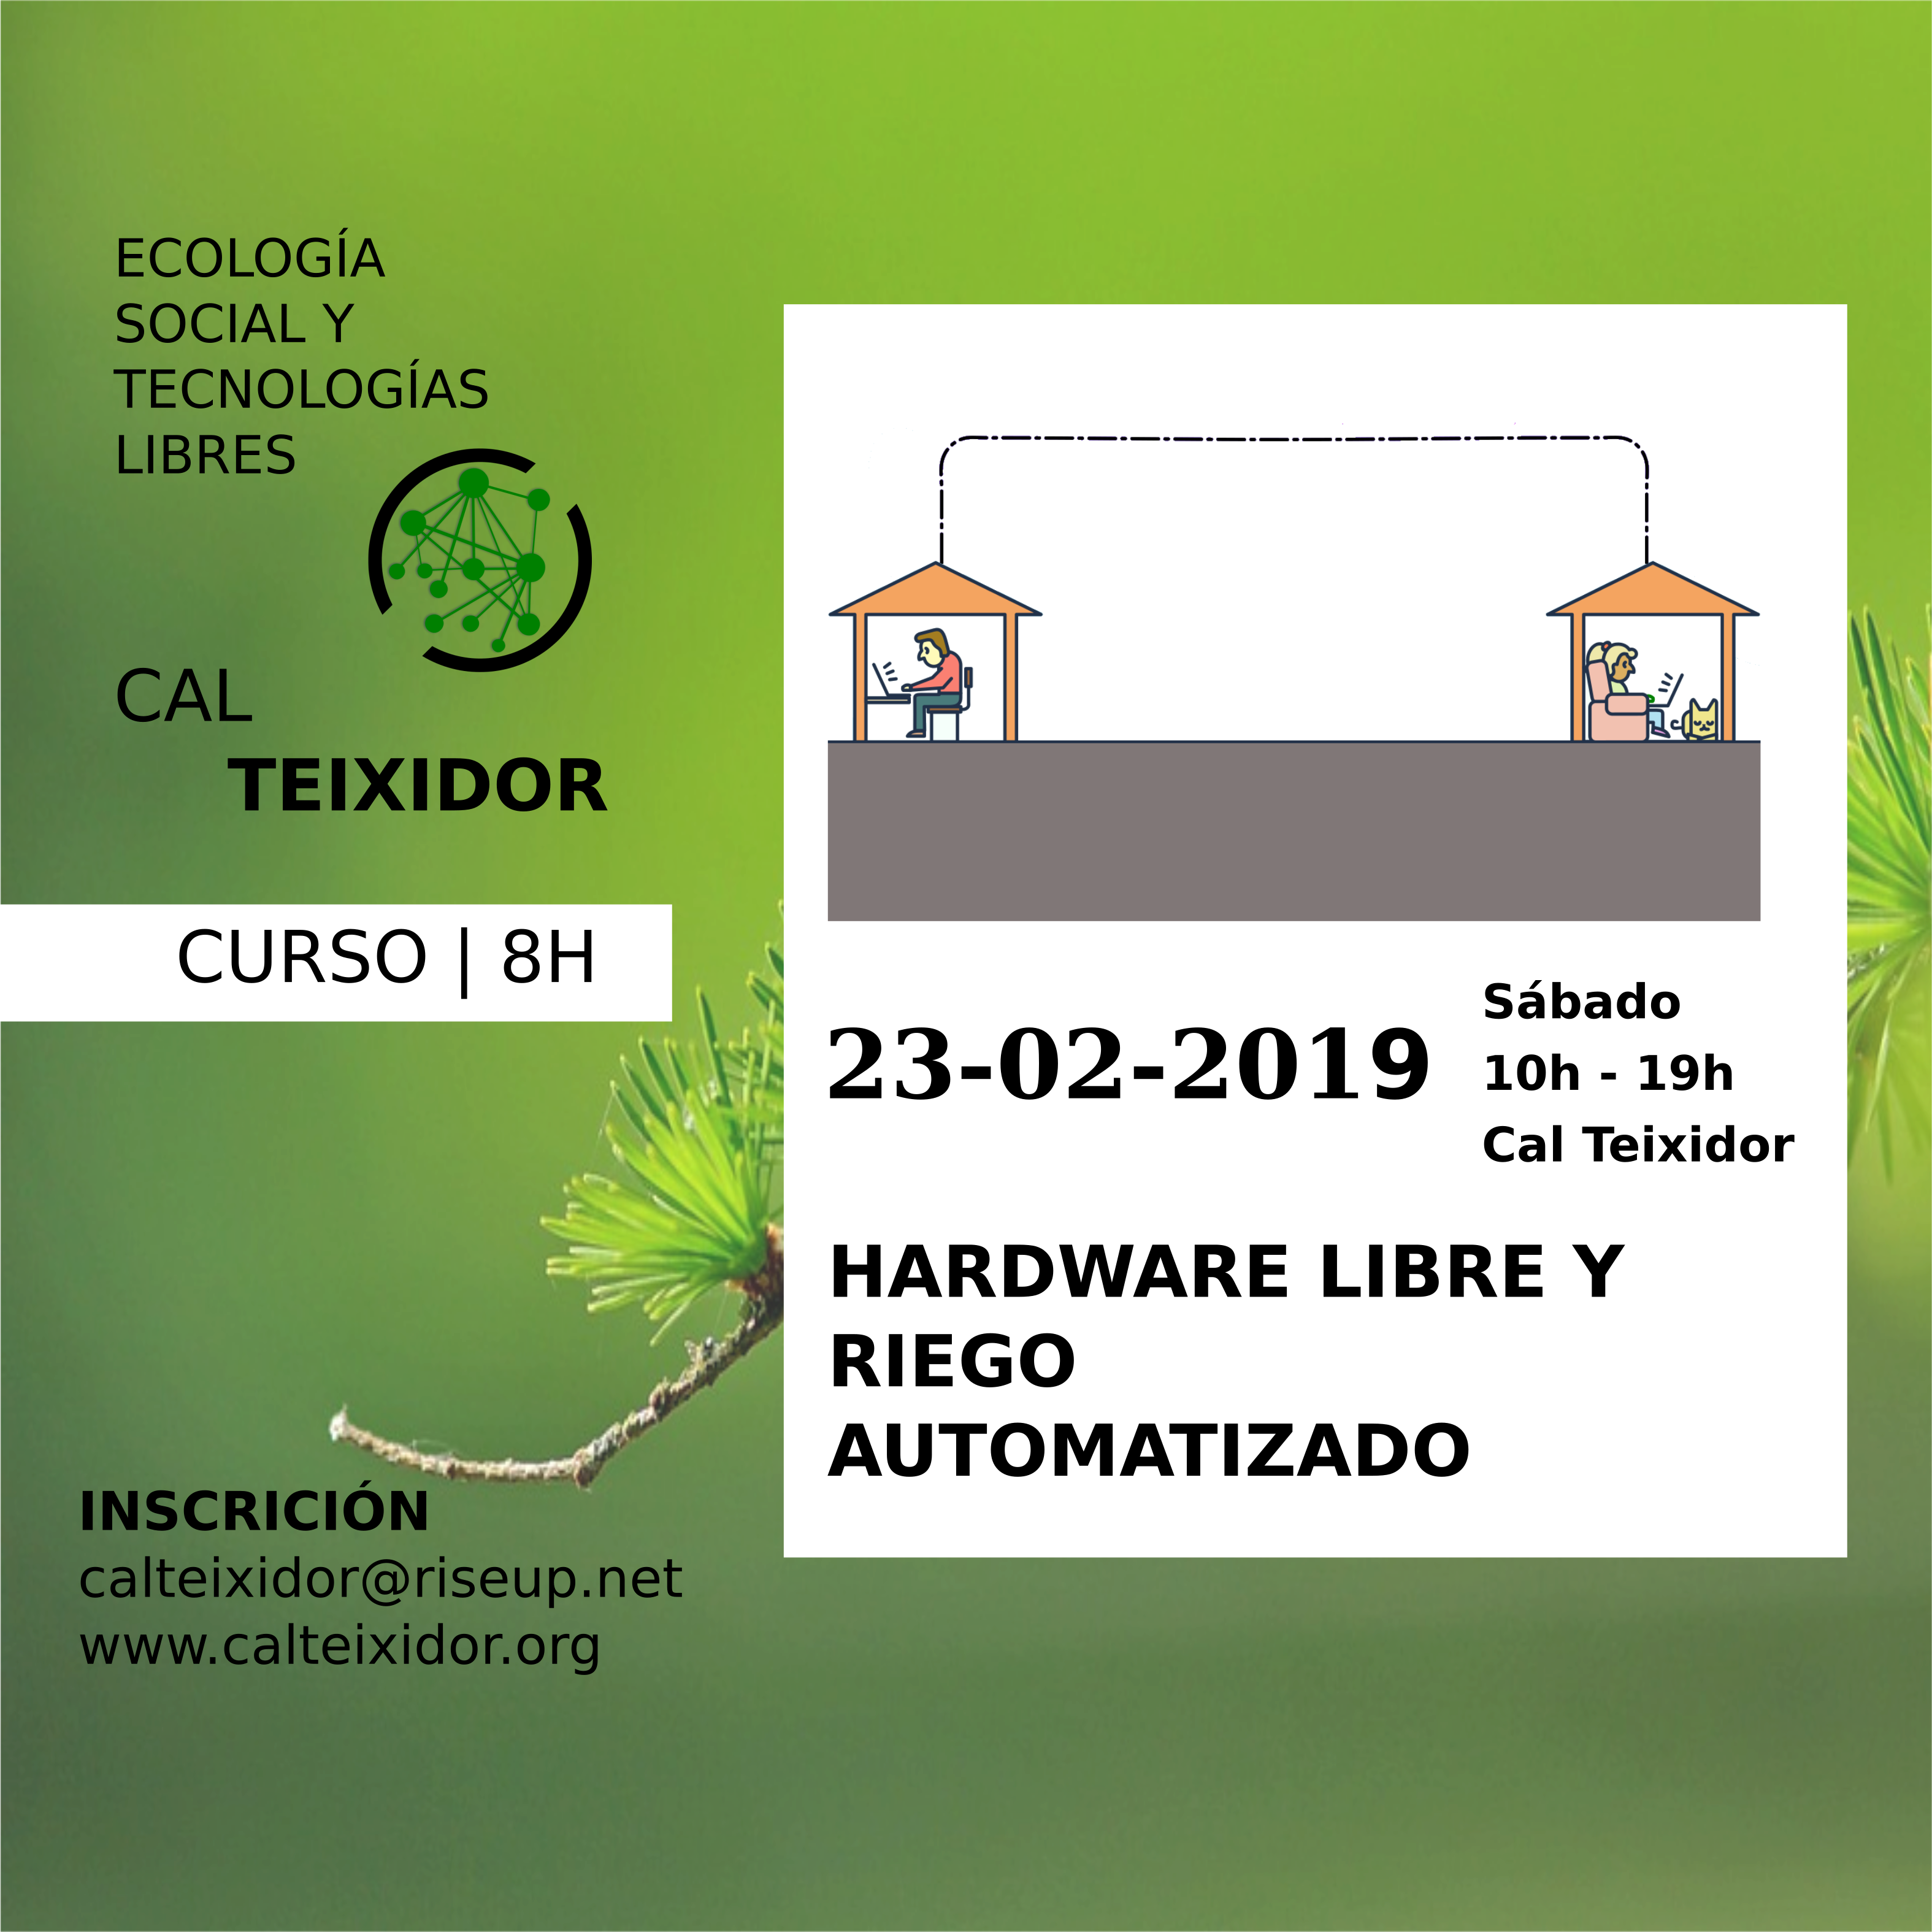 ECOLOGÍA
SOCIAL Y
TECNOLOGÍAS
LIBRES
CAL
TEIXIDOR
CURSO | 8H
23-02-2019
Sábado
10h - 19h
Cal Teixidor
HARDWARE LIBRE Y
RIEGO
AUTOMATIZADO
INSCRICIÓN
calteixidor@riseup.net
www.calteixidor.org